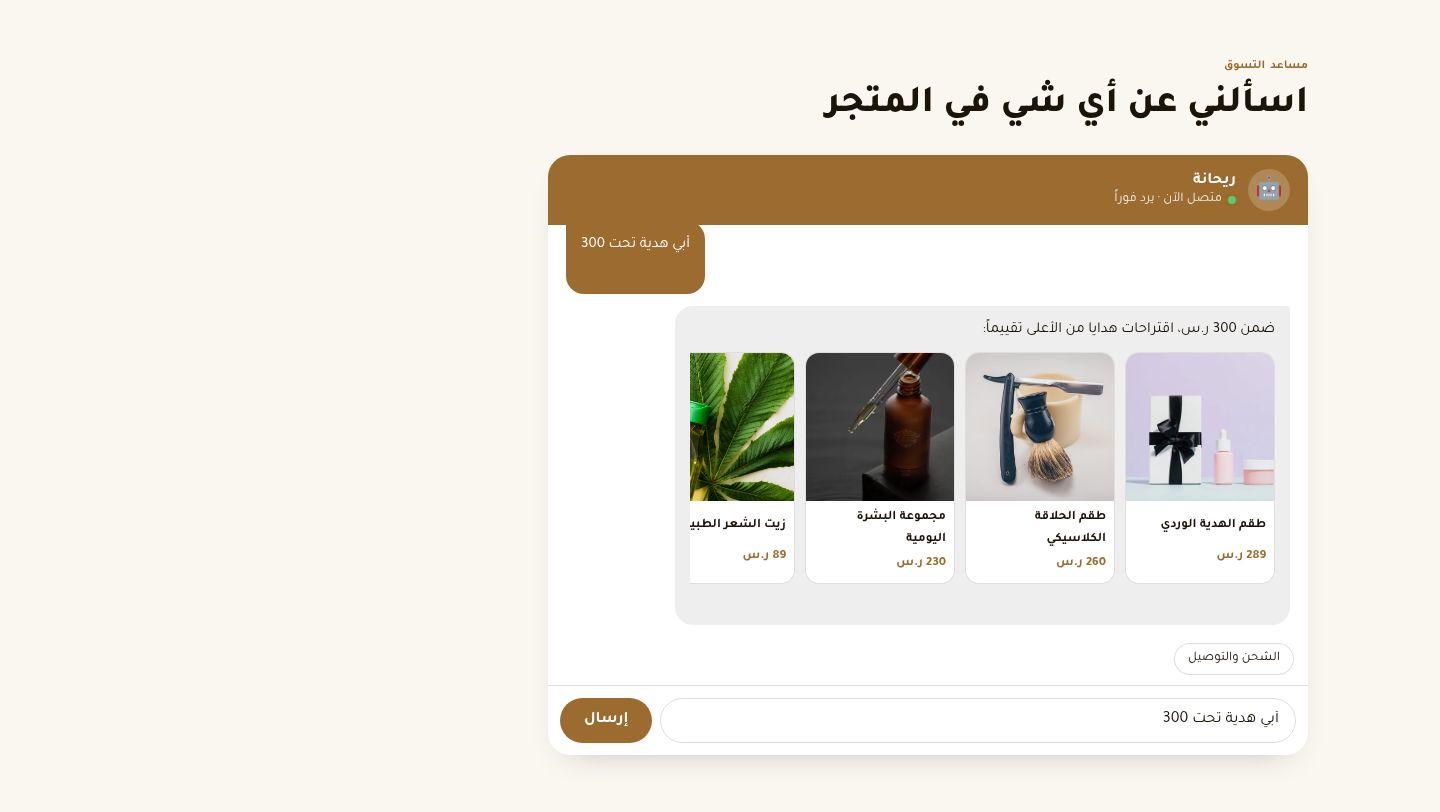 مساعد التسوق
اسألني عن أي شي في المتجر
ريحانة
متصل الآن · يرد فوراً
أبي هدية تحت 300
ضمن 300 ر.س، اقتراحات هدايا من الأعلى تقييماً:
طقم الهدية الوردي
289 ر.س
طقم الحلاقة
الكلاسيكي
260 ر.س
مجموعة البشرة
اليومية
230 ر.س
زيت الشعر الطبي
89 ر.س
الشحن والتوصيل
أبي هدية تحت 300
إرسال